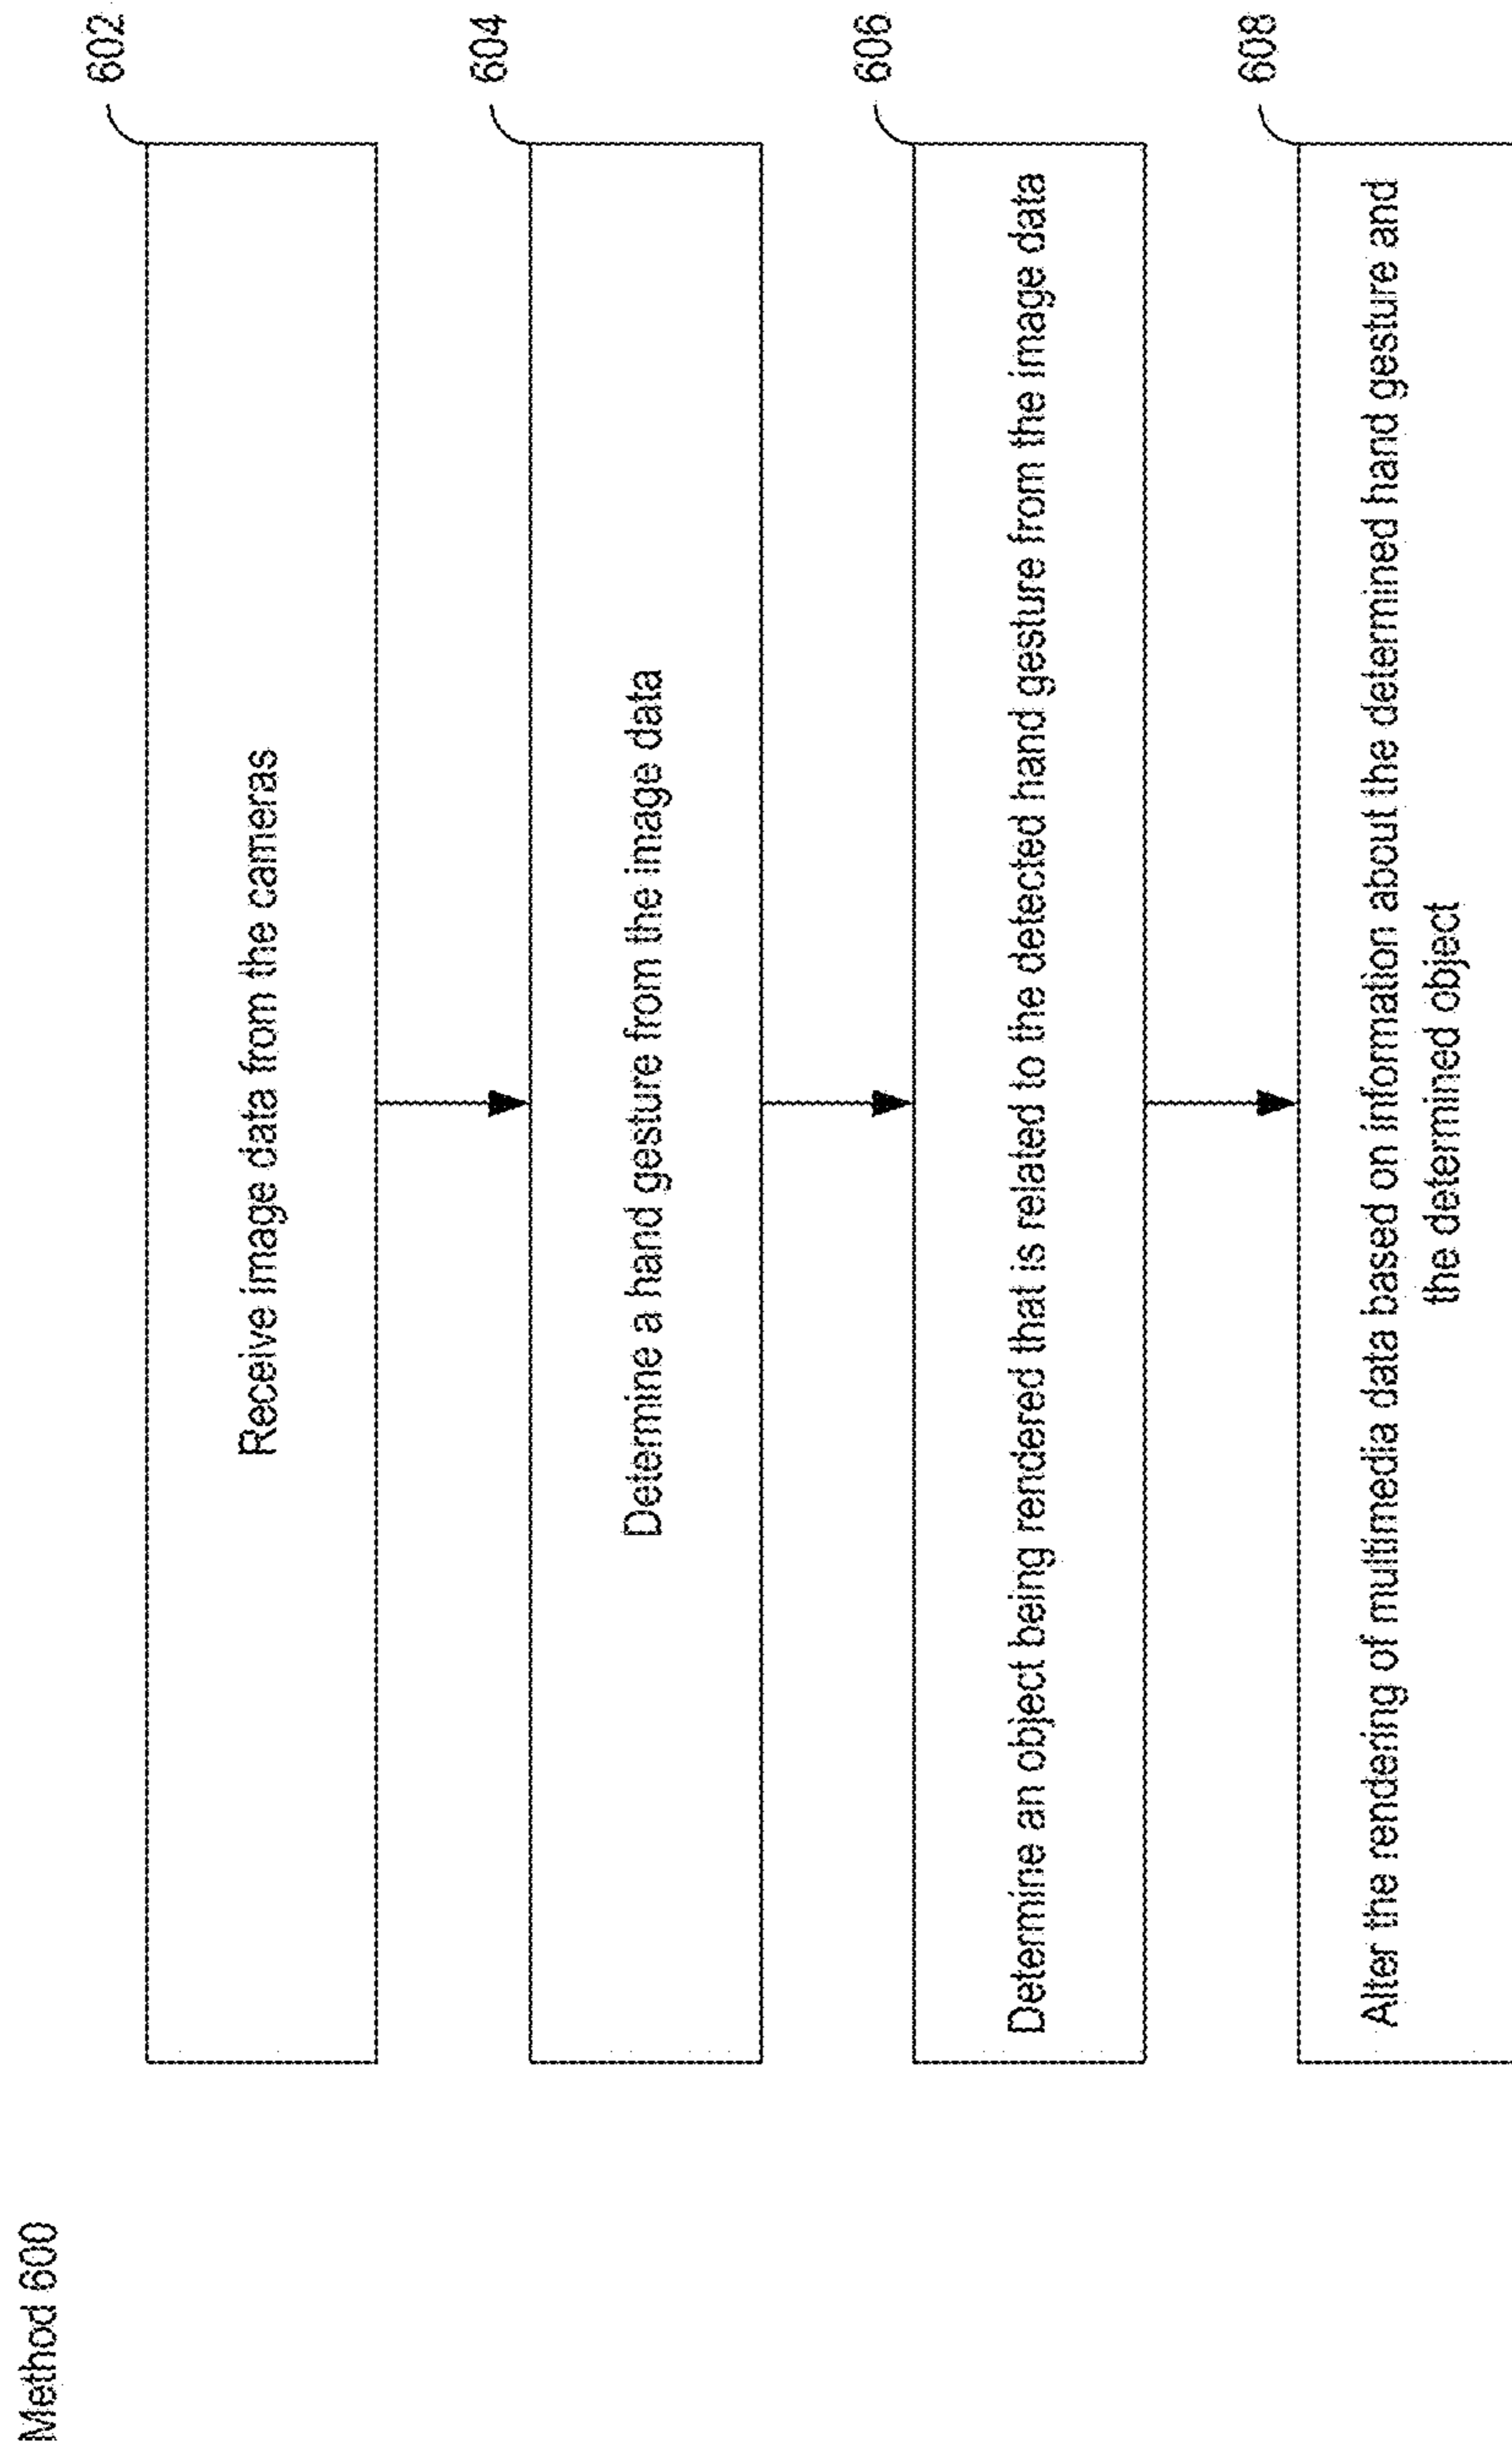 Method 600
602
Receive image data from the cameras
604
Determine a hand gesture from the image data
606
Determine an object being rendered that is related to the detected hand gesture from the image data
608
Alter the rendering of multimedia data based on information about the determined hand gesture and
the determined object